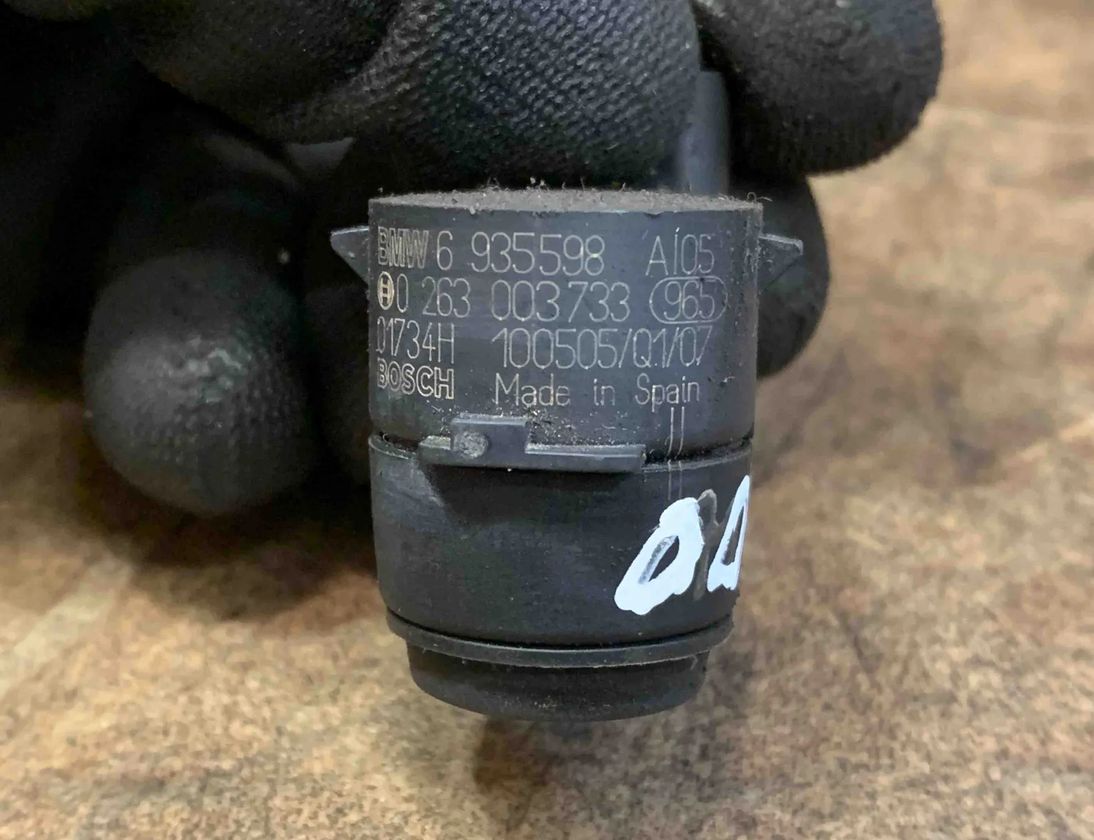 BMW 6 935598 AI05
0 263 003733 965
01734H 100505/Q1/07
BOSCH Made in Spain